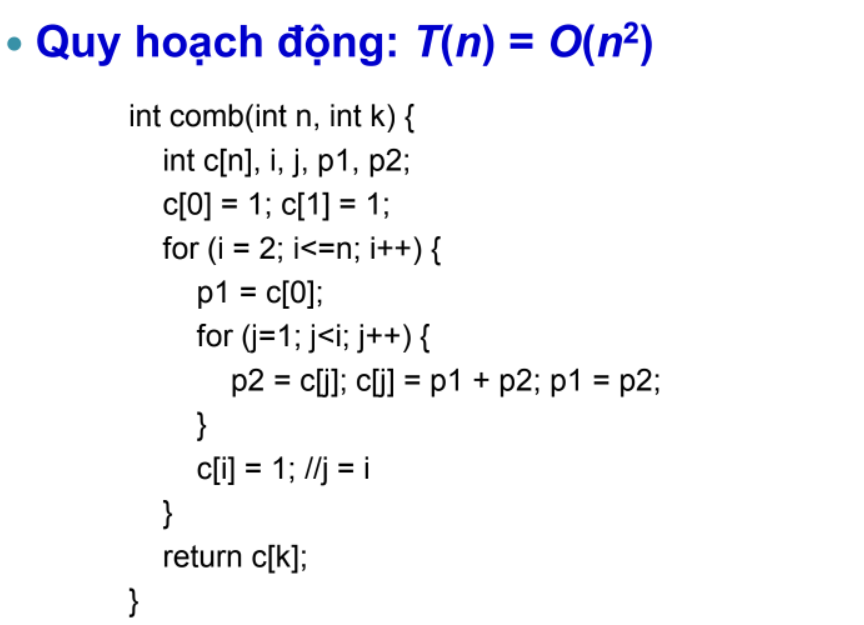 • Quy hoạch động: T(n) = O(n²)
int comb(int n, int k) {
int c[n], i, j, p1, p2;
c[0] = 1; c[1] = 1;
for (i = 2; i<=n; i++) {
p1 = c[0];
for (j=1; j<i; j++) {
p2 = c[j]; c[j] = p1 + p2; p1 = p2;
}
c[i] = 1; //j = i
}
return c[k];
}